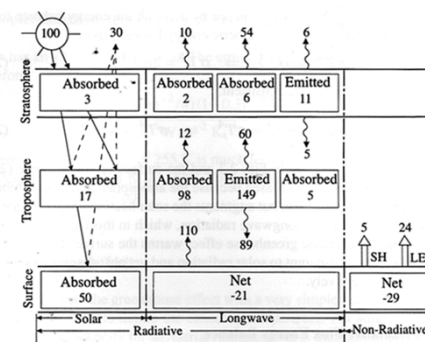 100
30
10
54
6
Stratosphere
Absorbed
3
Absorbed
2
Absorbed
6
Emitted
11
12
60
5
Troposphere
Absorbed
17
Absorbed
98
Emitted
149
Absorbed
5
110
89
5
24
SH
LE
Surface
Absorbed
50
Net
-21
Net
-29
Solar
Longwave
Radiative
Non-Radiative